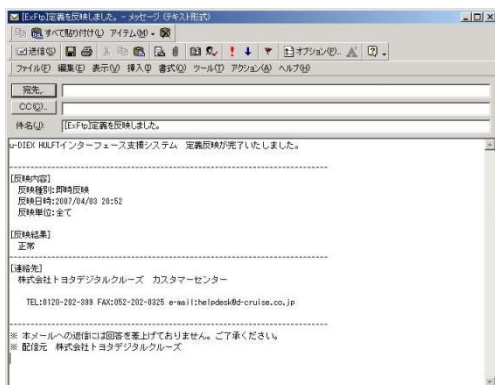 [ExFtp]定義を反映しました。 - メッセージ (テキスト形式)
すべて貼り付け(L) アイテム(M)
送信(S) オプション(P)...
ファイル(F) 編集(E) 表示(V) 挿入(I) 書式(O) ツール(T) アクション(A) ヘルプ(H)
宛先...
CC(C)...
件名(J): [ExFtp]定義を反映しました。
u-DIEX HULFTインターフェース支援システム 定義反映が完了いたしました。
[反映内容]
反映種別:即時反映
反映日時:2007/04/03 20:52
反映単位:全て
[反映結果]
正常
[連絡先]
株式会社トヨタデジタルクルーズ カスタマーセンター
TEL:0120-202-399 FAX:052-202-0325 e-mail:helpdesk@d-cruise.co.jp
※ 本メールへの返信には回答を差上げておりません。ご了承ください。
※ 配信元 株式会社トヨタデジタルクルーズ